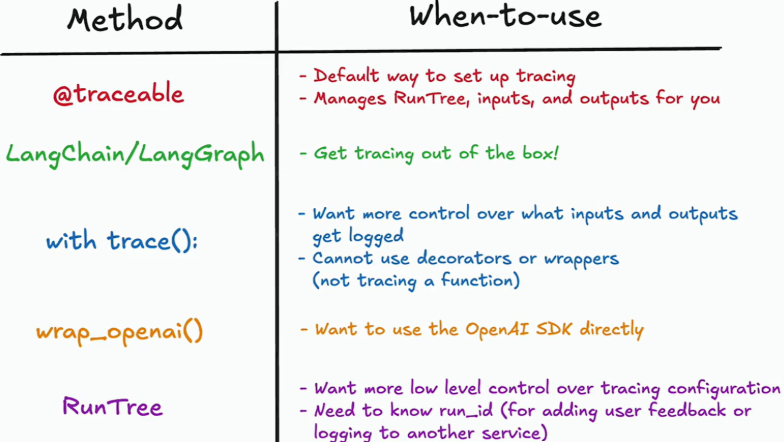 Method When-to-use
@traceable - Default way to set up tracing
- Manages RunTree, inputs, and outputs for you
LangChain/LangGraph - Get tracing out of the box!
with trace(): - Want more control over what inputs and outputs
get logged
- Cannot use decorators or wrappers
(not tracing a function)
wrap_openai() - Want to use the OpenAI SDK directly
RunTree - Want more low level control over tracing configuration
- Need to know run_id (for adding user feedback or
logging to another service)